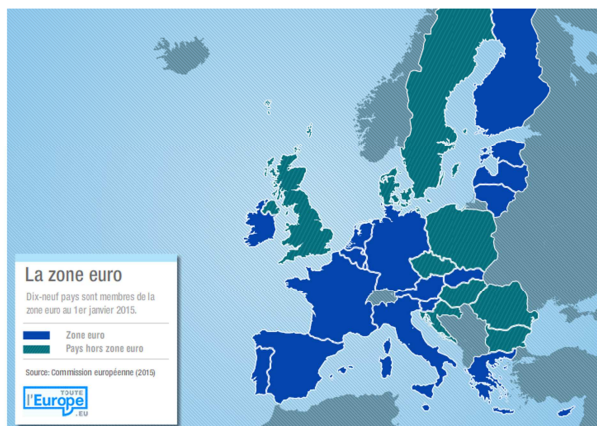 La zone euro
Dix-neuf pays sont membres de la
zone euro au 1er janvier 2015.
Zone euro
Pays hors zone euro
Source: Commission européenne (2015)
TOUTE
l'Europe
.EU